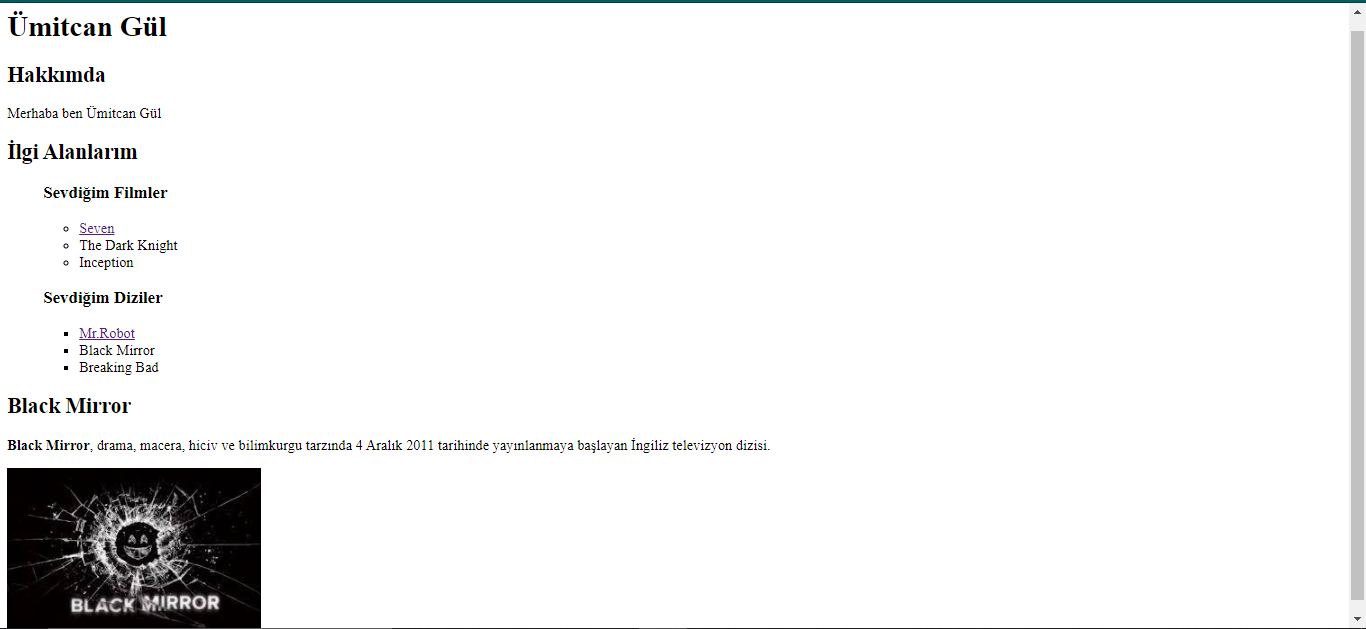 Ümitcan Gül
Hakkımda
Merhaba ben Ümitcan Gül
İlgi Alanlarım
Sevdiğim Filmler
Seven
The Dark Knight
Inception
Sevdiğim Diziler
Mr.Robot
Black Mirror
Breaking Bad
Black Mirror
Black Mirror, drama, macera, hiciv ve bilimkurgu tarzında 4 Aralık 2011 tarihinde yayınlanmaya başlayan İngiliz televizyon dizisi.
BLACK MIRROR